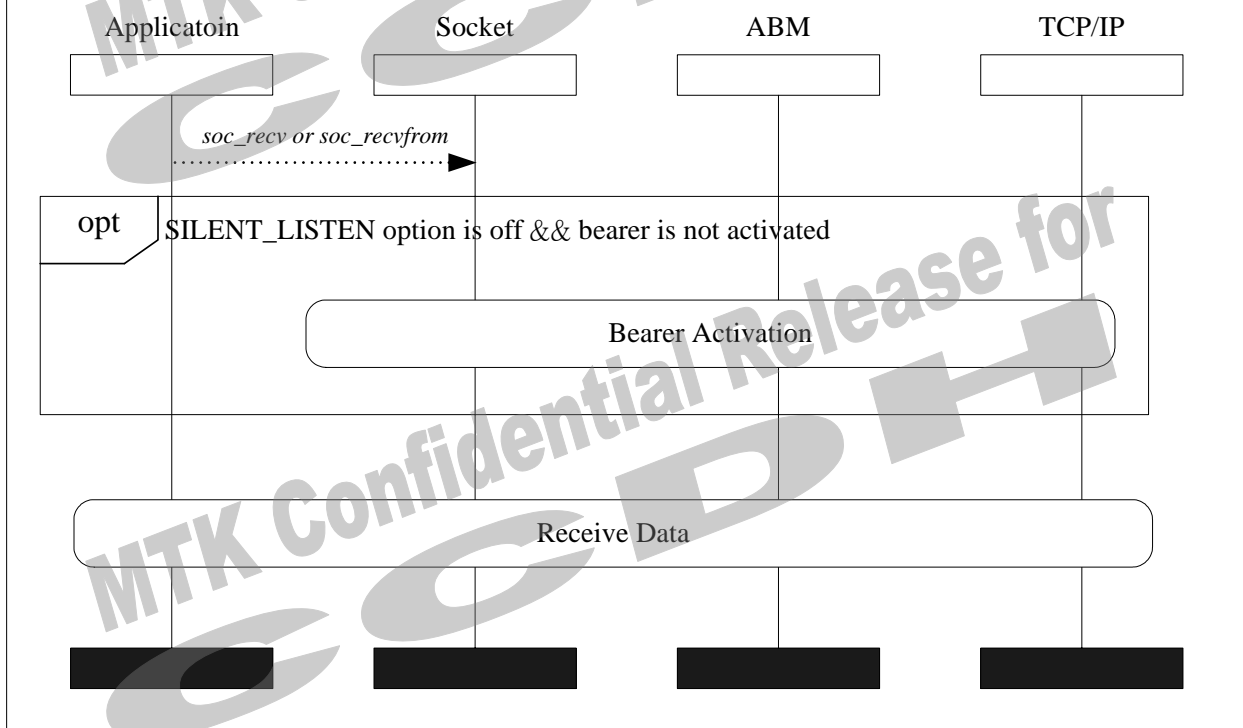 MTK Confidential Release for
Applicatoin
Socket
ABM
TCP/IP
soc_recv or soc_recvfrom
opt
SILENT_LISTEN option is off && bearer is not activated
Bearer Activation
Receive Data
CCDH